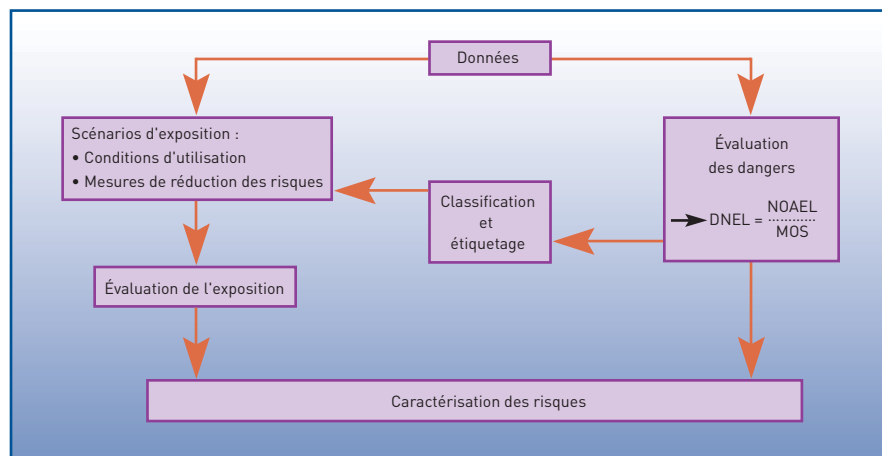 Données
Scénarios d'exposition :
• Conditions d'utilisation
• Mesures de réduction des risques
Évaluation
des dangers
DNEL = NOAEL
MOS
Classification
et
étiquetage
Évaluation de l'exposition
Caractérisation des risques